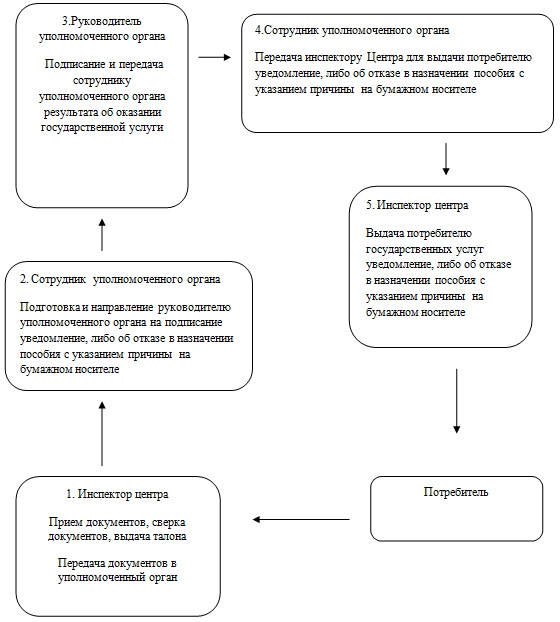 3.Руководитель
уполномоченного органа
Подписание и передача
сотруднику
уполномоченного органа
результата об оказании
государственной услуги
4.Сотрудник уполномоченного органа
Передача инспектору Центра для выдачи потребителю
уведомление, либо об отказе в назначении пособия с
указанием причины на бумажном носителе
5. Инспектор центра
Выдача потребителю
государственных услуг
уведомление, либо об отказе
в назначении пособия с
указанием причины на
бумажном носителе
2. Сотрудник уполномоченного органа
Подготовка и направление руководителю
уполномоченного органа на подписание
уведомление, либо об отказе в назначении
пособия с указанием причины на
бумажном носителе
1. Инспектор центра
Прием документов, сверка
документов, выдача талона
Передача документов в
уполномоченный орган
Потребитель